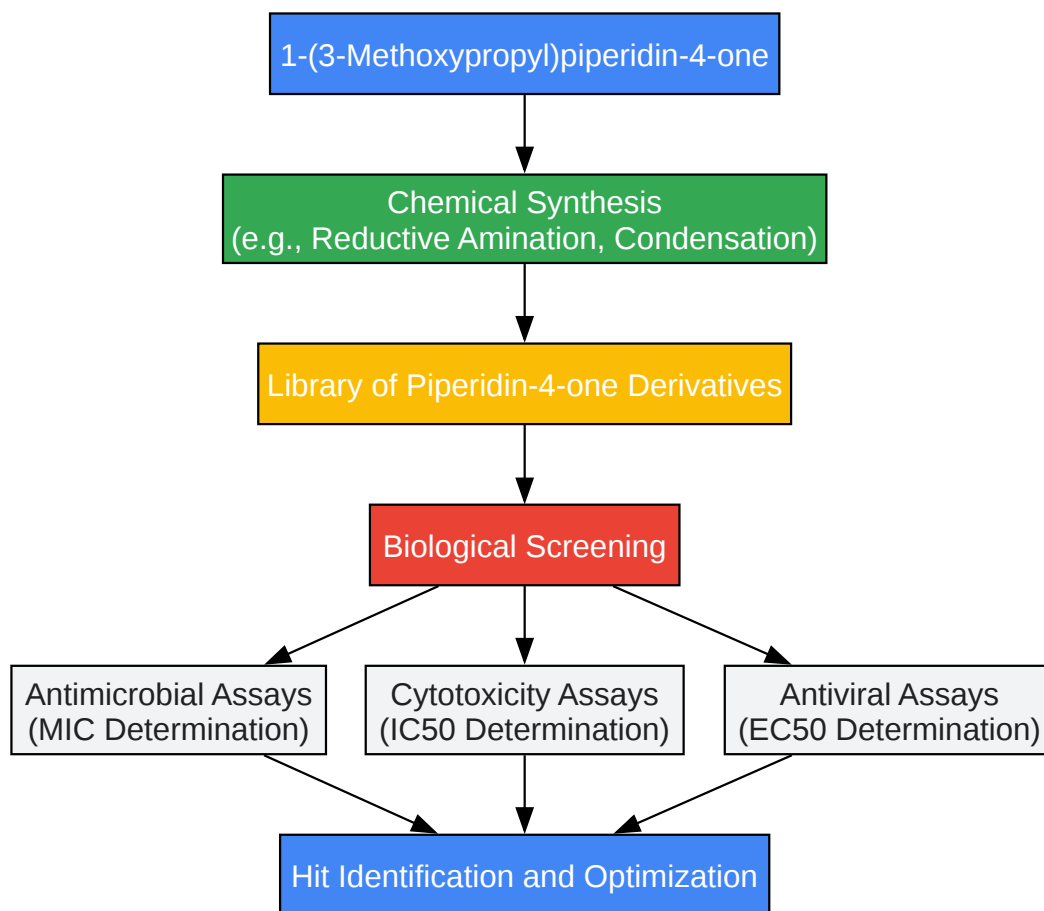 1-(3-Methoxypropyl)piperidin-4-one
Chemical Synthesis
(e.g., Reductive Amination, Condensation)
Library of Piperidin-4-one Derivatives
Biological Screening
Antimicrobial Assays
(MIC Determination)
Cytotoxicity Assays
(IC50 Determination)
Antiviral Assays
(EC50 Determination)
Hit Identification and Optimization